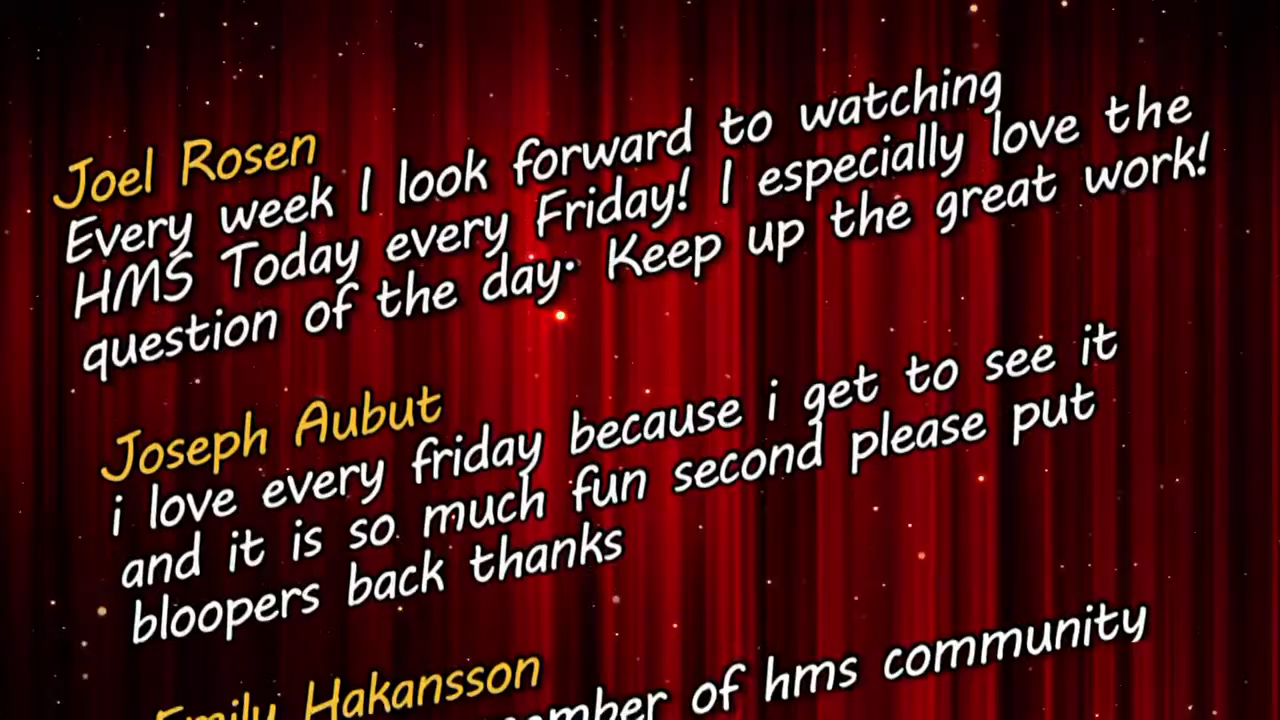 Joel Rosen
Every week I look forward to watching
HMS Today every Friday! I especially love the
question of the day. Keep up the great work!
Joseph Aubut
i love every friday because i get to see it
and it is so much fun second please put
bloopers back thanks
Emily Hakansson
of hms community